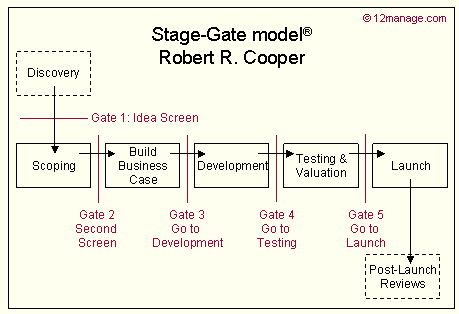 © 12manage.com
Stage-Gate model®
Robert R. Cooper
Discovery
Gate 1: Idea Screen
Scoping
Build
Business
Case
Development
Testing &
Valuation
Launch
Gate 2
Second
Screen
Gate 3
Go to
Development
Gate 4
Go to
Testing
Gate 5
Go to
Launch
Post-Launch
Reviews